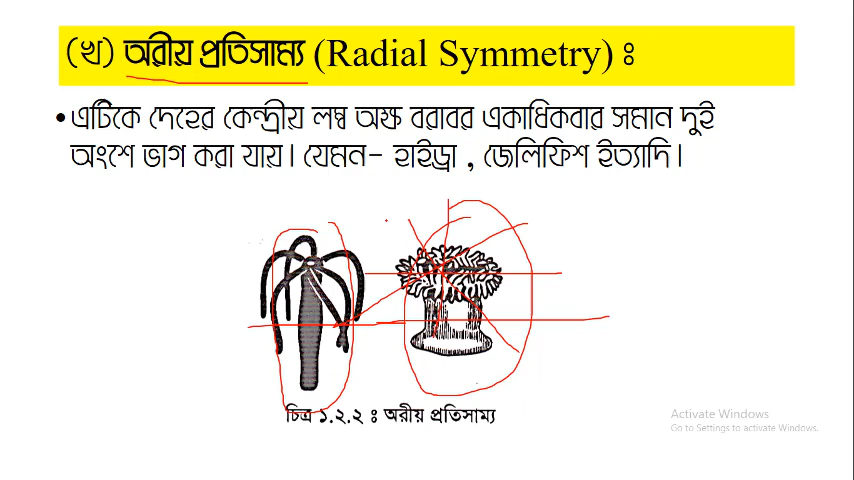 (খ) অরীয় প্রতিসাম্য (Radial Symmetry) ঃ
•এটিকে দেহের কেন্দ্রীয় লম্ব অক্ষ বরাবর একাধিকবার সমান দুই
অংশে ভাগ করা যায়। যেমন- হাইড্রা , জেলিফিশ ইত্যাদি।
চিত্র ১.২.২ ঃ অরীয় প্রতিসাম্য
Activate Windows
Go to Settings to activate Windows.